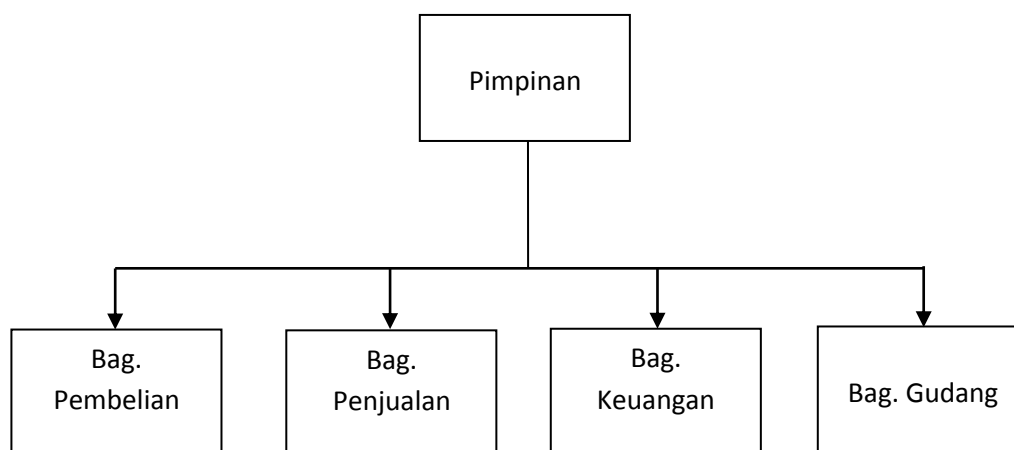 Pimpinan
Bag.
Pembelian
Bag.
Penjualan
Bag.
Keuangan
Bag. Gudang